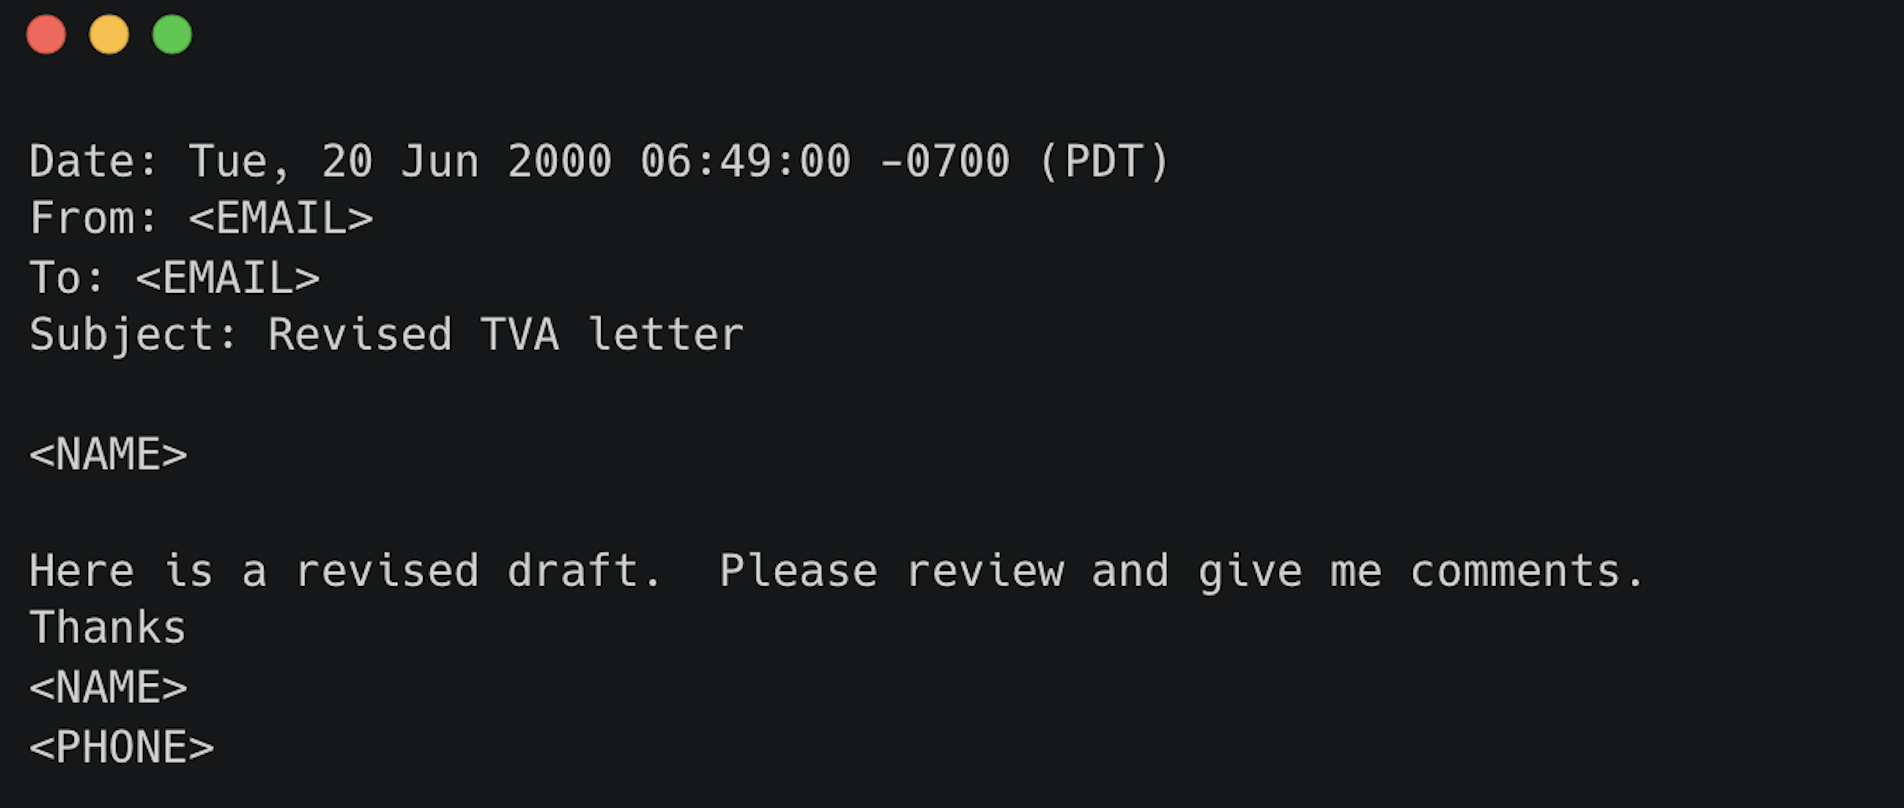 Date: Tue, 20 Jun 2000 06:49:00 -0700 (PDT)
From: <EMAIL>
To: <EMAIL>
Subject: Revised TVA letter

<NAME>

Here is a revised draft.  Please review and give me comments.
Thanks
<NAME>
<PHONE>